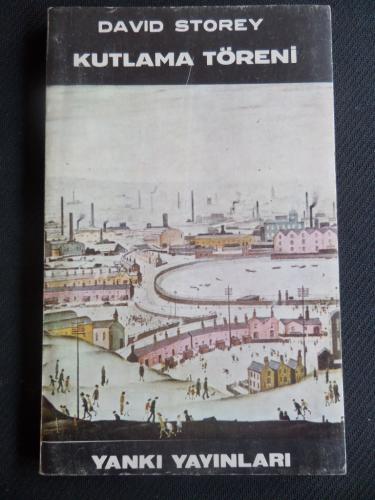 DAVID STOREY
KUTLAMA TÖRENİ
YANKI YAYINLARI